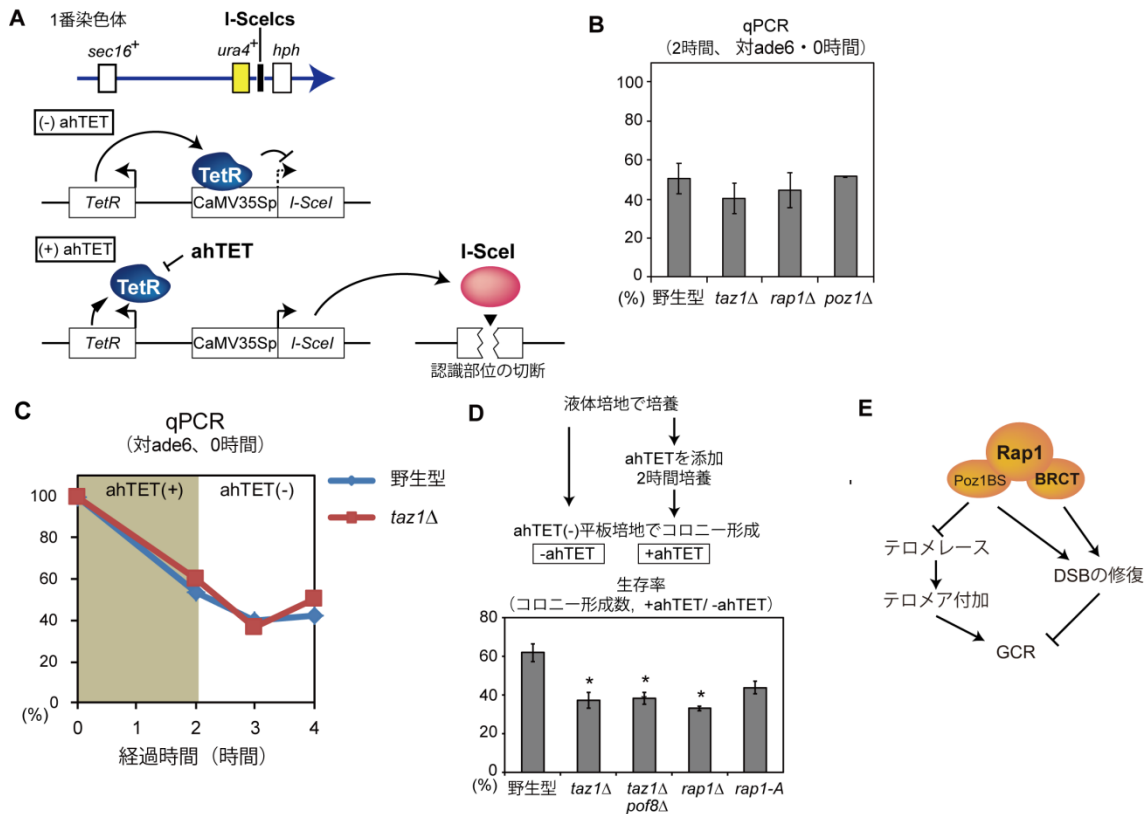 A
1番染色体
I-SceIcs
sec16+
ura4+
hph
(-) ahTET
TetR
TetR
CaMV35Sp
I-SceI
(+) ahTET
ahTET
I-SceI
TetR
TetR
CaMV35Sp
I-SceI
認識部位の切断
B
qPCR
(2時間、 対ade6・0時間)
100
80
60
40
20
0
(%)
野生型
taz1Δ
rap1Δ
poz1Δ
C
qPCR
(対ade6、0時間)
ahTET(+)
ahTET(-)
野生型
taz1Δ
100
80
60
40
20
0
(%)
0
1
2
3
4
経過時間(時間)
D
液体培地で培養
ahTETを添加
2時間培養
ahTET(-)平板培地でコロニー形成
-ahTET
+ahTET
生存率
(コロニー形成数, +ahTET/ -ahTET)
80
60
40
20
0
(%)
*
*
*
野生型
taz1Δ
taz1Δ
pof8Δ
rap1Δ
rap1-A
E
Rap1
Poz1BS
BRCT
テロメレース
DSBの修復
テロメア付加
GCR